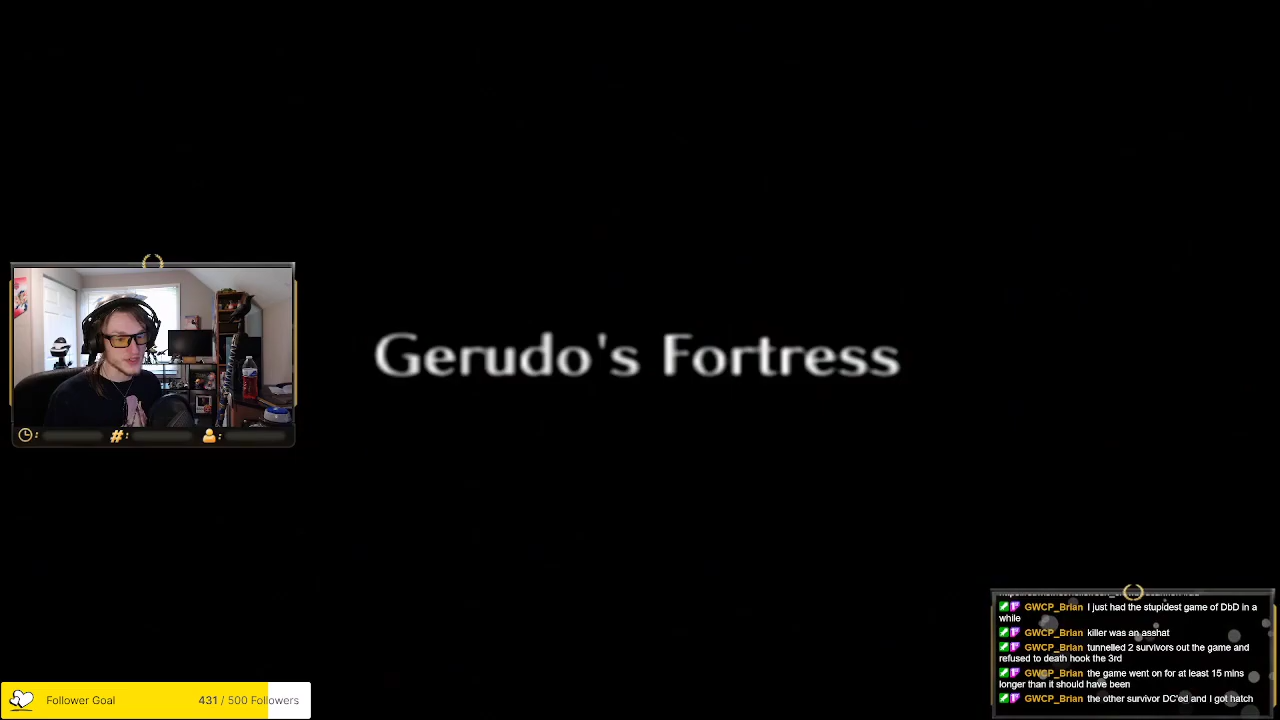 Gerudo's Fortress
# :
Follower Goal 431 / 500 Followers
GWCP_Brian I just had the stupidest game of DbD in a
while
GWCP_Brian killer was an asshat
GWCP_Brian tunnelled 2 survivors out the game and
refused to death hook the 3rd
GWCP_Brian the game went on for at least 15 mins
longer than it should have been
GWCP_Brian the other survivor DC'ed and I got hatch